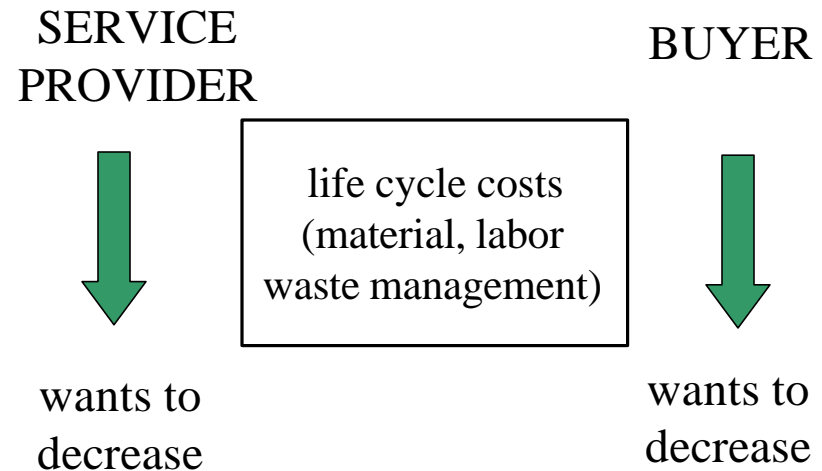 SERVICE
PROVIDER
BUYER
life cycle costs
(material, labor
waste management)
wants to
decrease
wants to
decrease